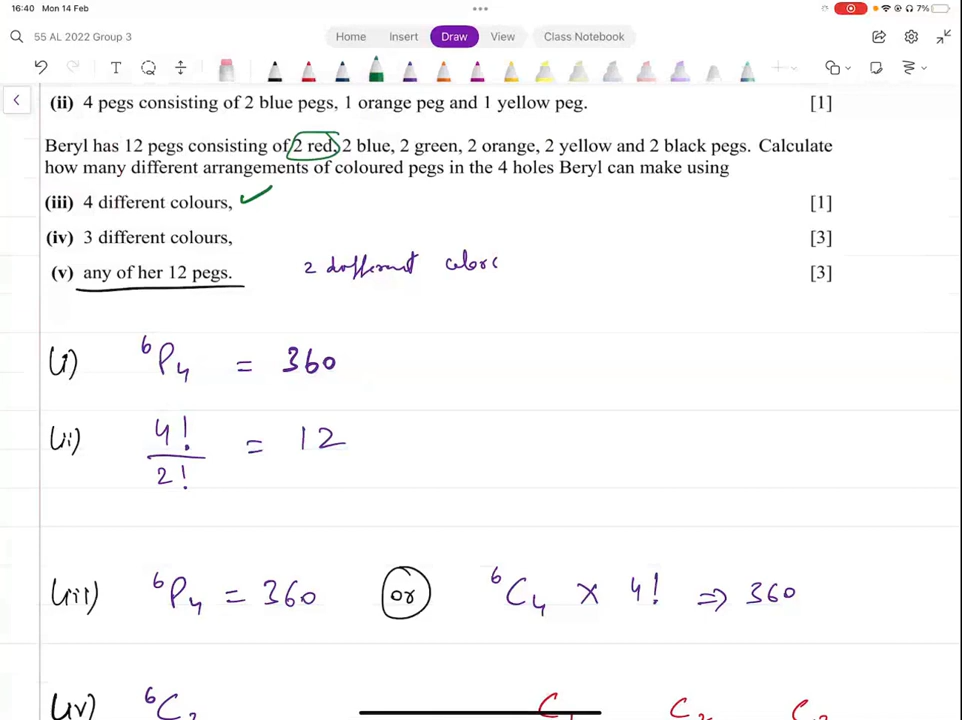 16:40 Mon 14 Feb
7%
55 AL 2022 Group 3
Home Insert Draw View Class Notebook
T
(ii) 4 pegs consisting of 2 blue pegs, 1 orange peg and 1 yellow peg. [1]
Beryl has 12 pegs consisting of 2 red, 2 blue, 2 green, 2 orange, 2 yellow and 2 black pegs. Calculate
how many different arrangements of coloured pegs in the 4 holes Beryl can make using
(iii) 4 different colours, [1]
(iv) 3 different colours, [3]
(v) any of her 12 pegs. 2 different [3]
(i) ⁶P₄ = 360
(ii) 4!/2! = 12
(iii) ⁶P₄ = 360 or ⁶C₄ × 4! ⇒ 360
(iv) ⁶C